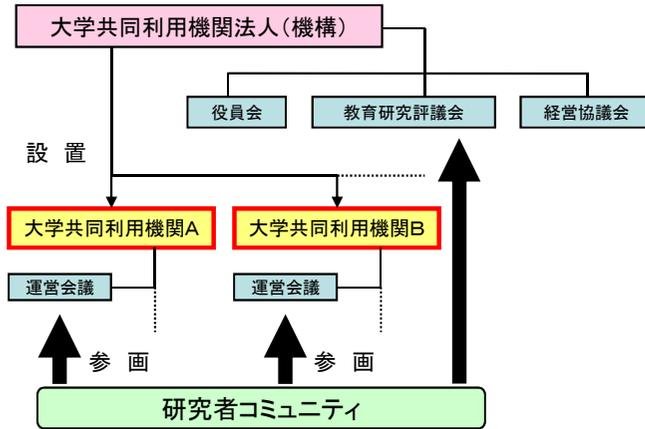 大学共同利用機関法人(機構)
役員会
教育研究評議会
経営協議会
設 置
大学共同利用機関A
大学共同利用機関B
運営会議
運営会議
参 画
参 画
研究者コミュニティ